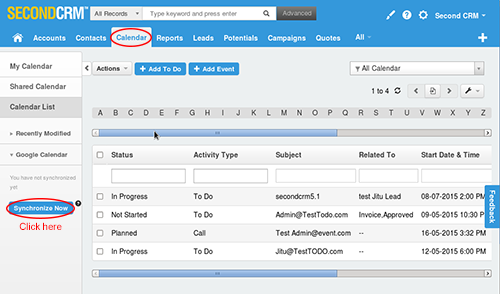 SECONDCRM™
All Records
Type keyword and press enter
Advanced
Second CRM
Accounts Contacts Calendar Reports Leads Potentials Campaigns Quotes All
My Calendar
Shared Calendar
Calendar List
Recently Modified
Google Calendar
You have not synchronized yet
Synchronize Now
Click here
Actions
+ Add To Do
+ Add Event
All Calendar
1 to 4
A B C D E F G H I J K L M N O P Q R S T U V W X Y Z
Status Activity Type Subject Related To Start Date & Time
In Progress To Do secondcrm5.1 test Jitu Lead 08-07-2015 2:00 PM
Not Started To Do Admin@TestTodo.com Invoice,Approved 09-05-2015 10:30 P
Planned Call Test Admin@event.com -- 16-05-2015 3:32 PM
In Progress To Do Jitu@TestTODO.com -- 12-05-2015 6:00 PM
Feedback